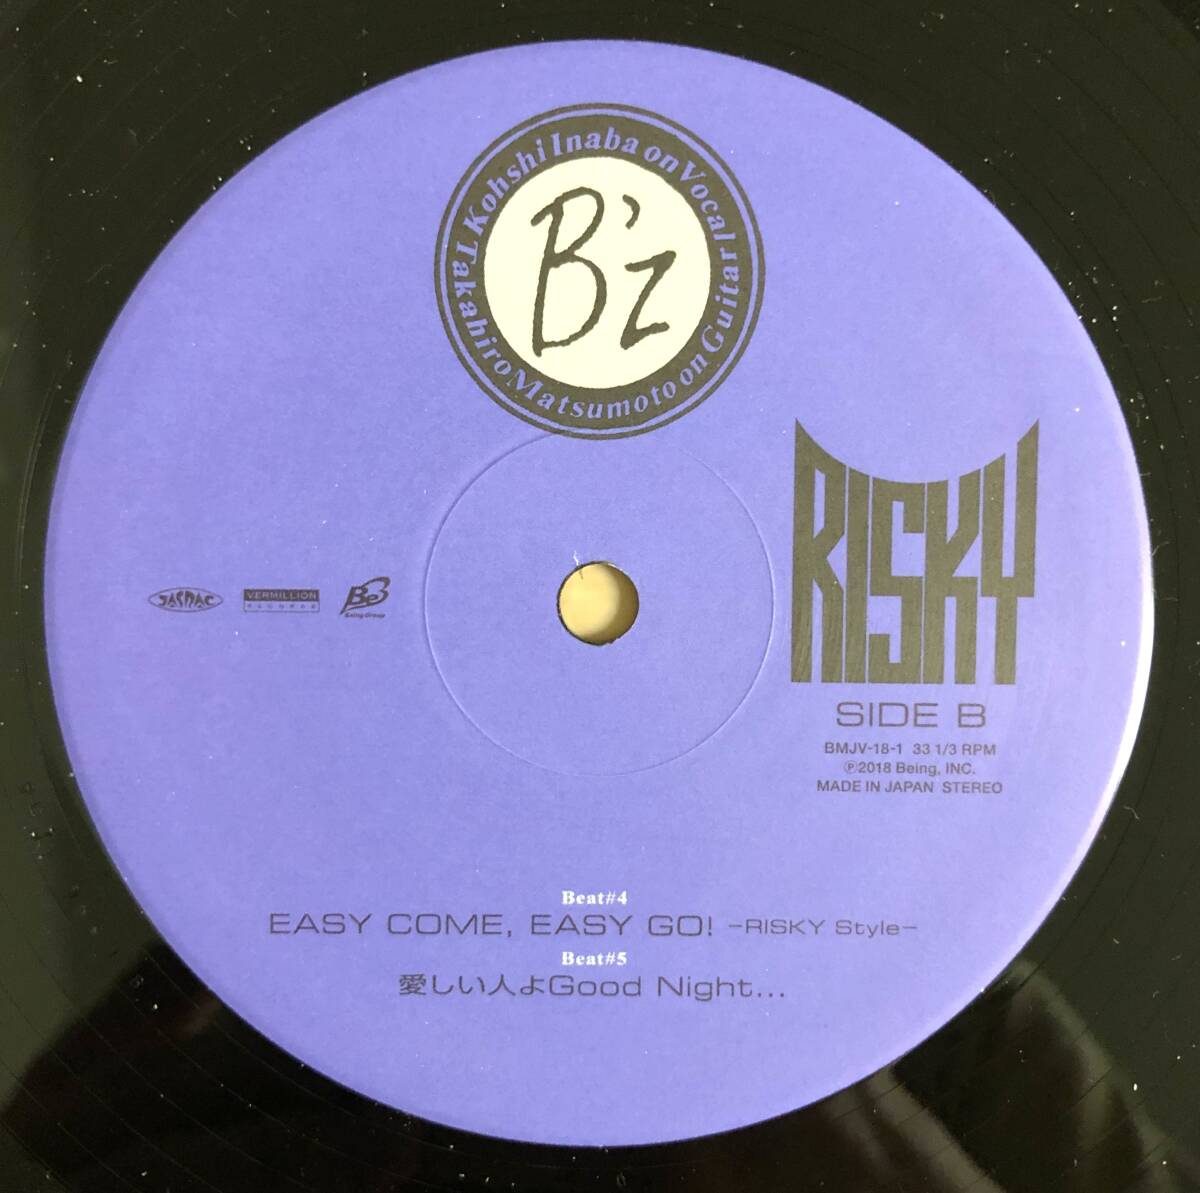 Kohshi Inaba on Vocal / Takahiro Matsumoto on Guitar
B'z
RISKY
SIDE B
BMJV-18-1 33 1/3 RPM
℗2018 Being, INC.
MADE IN JAPAN STEREO
JASRAC
VERMILLION
RECORDS
Be
Being Group
Beat#4
EASY COME, EASY GO! -RISKY Style-
Beat#5
愛しい人よGood Night...